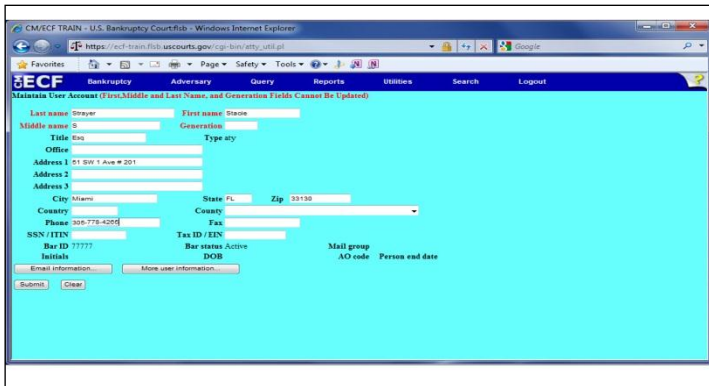 CM/ECF TRAIN - U.S. Bankruptcy Court:flsb - Windows Internet Explorer
https://ecf-train.flsb.uscourts.gov/cgi-bin/atty_util.pl Google
Favorites Page Safety Tools
ECF Bankruptcy Adversary Query Reports Utilities Search Logout ?
Maintain User Account (First,Middle and Last Name, and Generation Fields Cannot Be Updated)
Last name Strayer First name Stacie
Middle name S Generation
Title Esq Type aty
Office
Address 1 51 SW 1 Ave # 201
Address 2
Address 3
City Miami State FL Zip 33130
Country County
Phone 305-778-4266 Fax
SSN / ITIN Tax ID / EIN
Bar ID 77777 Bar status Active Mail group
Initials DOB AO code Person end date
Email information... More user information...
Submit Clear